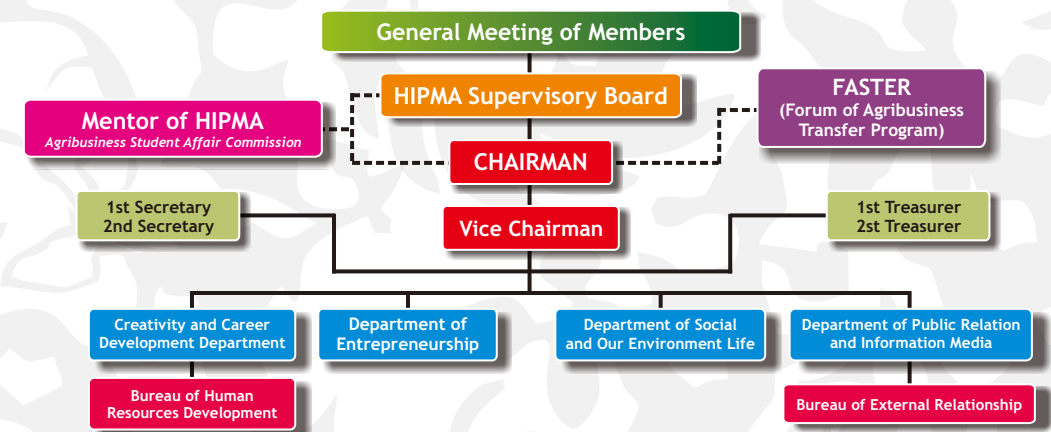 General Meeting of Members
HIPMA Supervisory Board
Mentor of HIPMA
Agribusiness Student Affair Commission
FASTER
(Forum of Agribusiness
Transfer Program)
CHAIRMAN
1st Secretary
2nd Secretary
Vice Chairman
1st Treasurer
2st Treasurer
Creativity and Career
Development Department
Department of
Entrepreneurship
Department of Social
and Our Environment Life
Department of Public Relation
and Information Media
Bureau of Human
Resources Development
Bureau of External Relationship